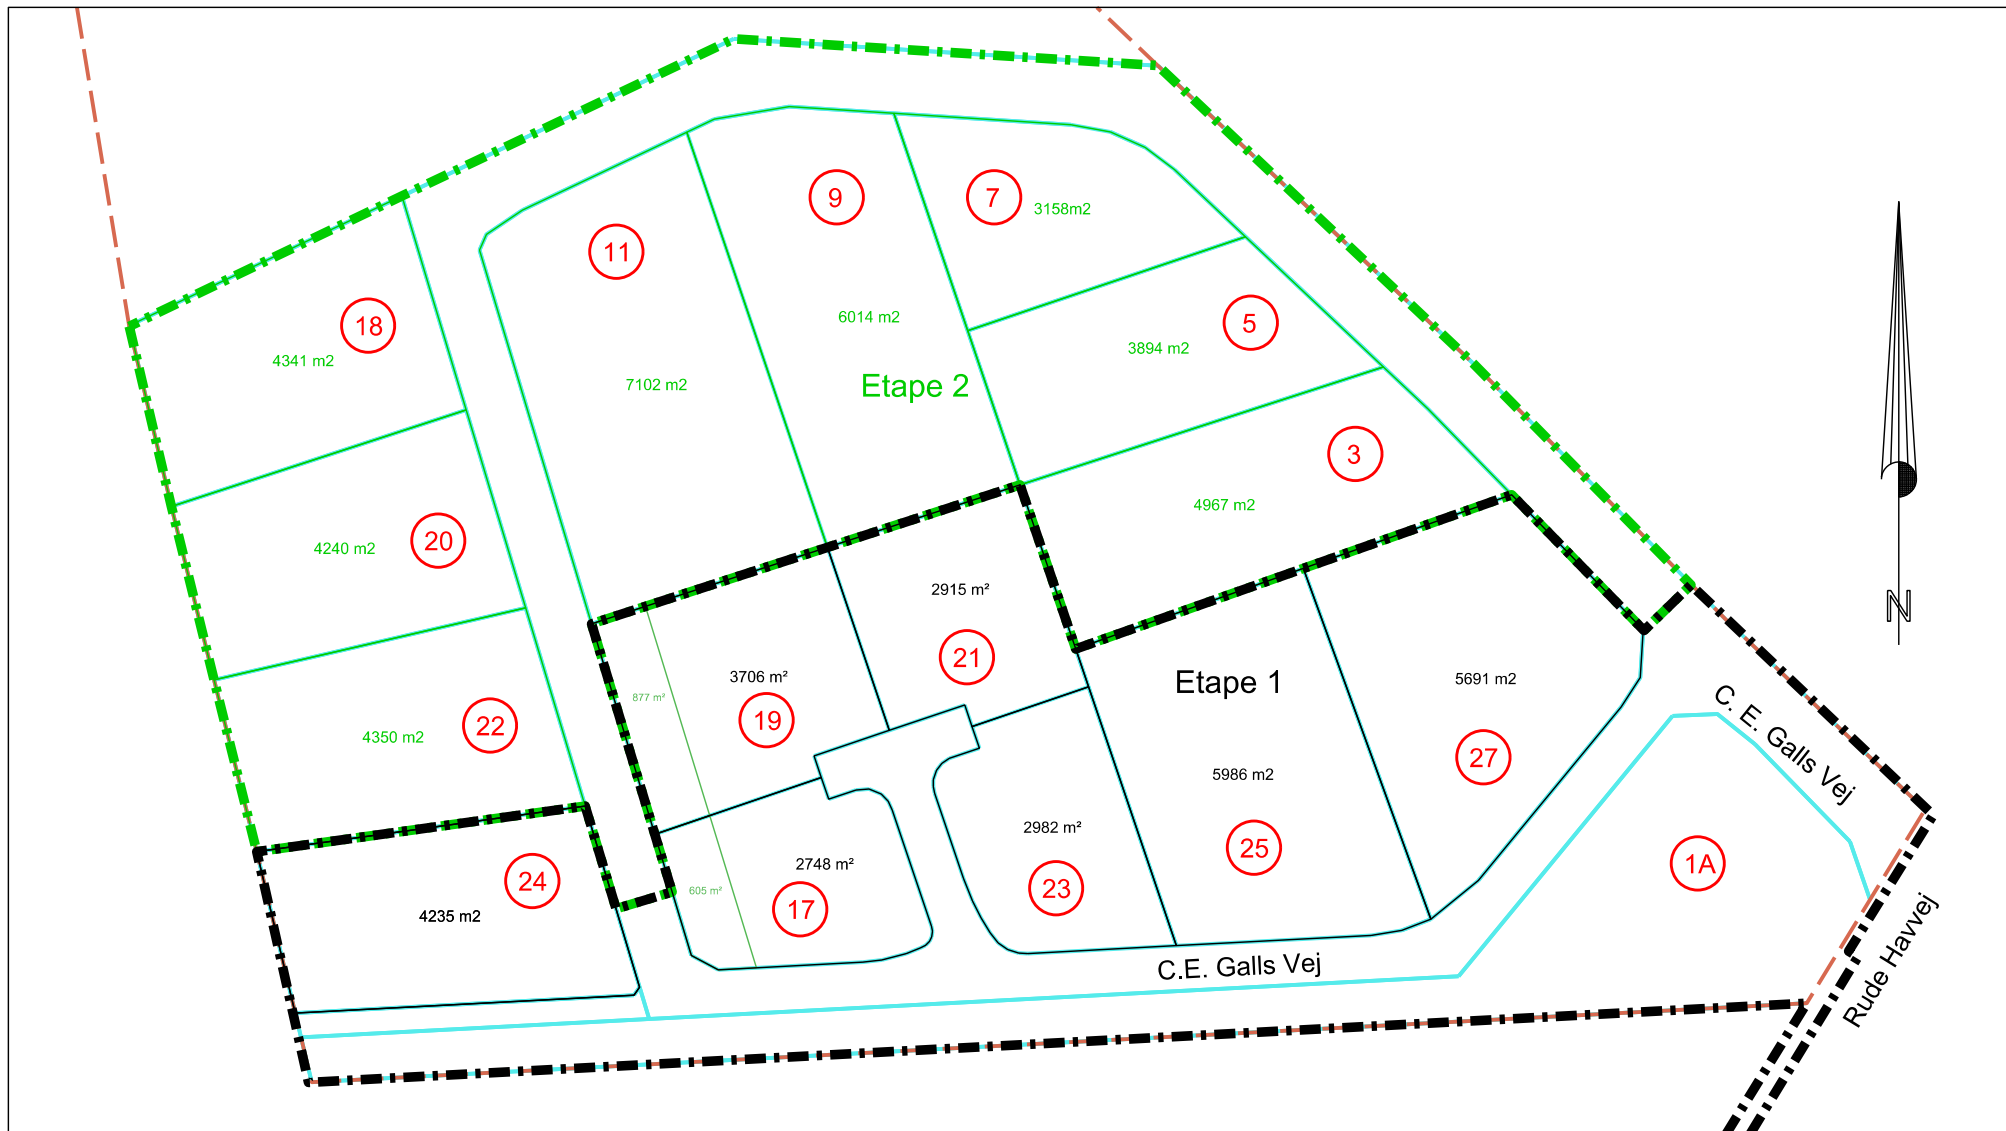 9
7
3158m2
11
18
4341 m2
6014 m2
5
3894 m2
7102 m2
Etape 2
3
4967 m2
20
4240 m2
2915 m²
21
N
22
4350 m2
877 m²
3706 m²
19
Etape 1
5986 m2
25
5691 m2
27
C. E. Galls Vej
24
4235 m2
605 m²
2748 m²
17
2982 m²
23
1A
C.E. Galls Vej
Rude Havvej